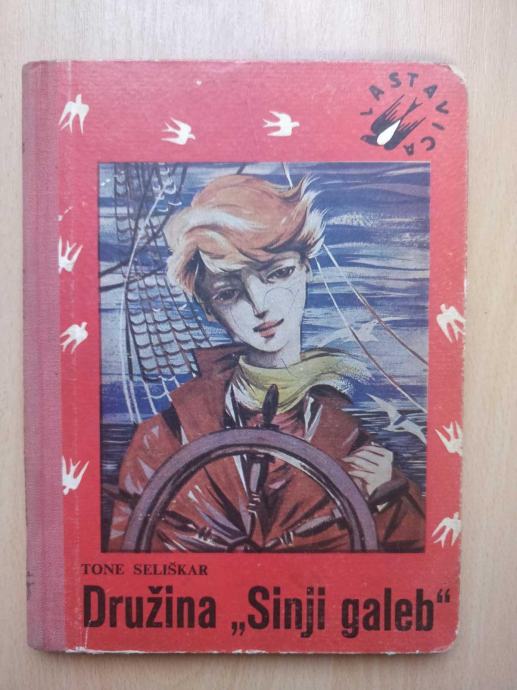 LASTAVICA
TONE SELIŠKAR
Družina „Sinji galeb“